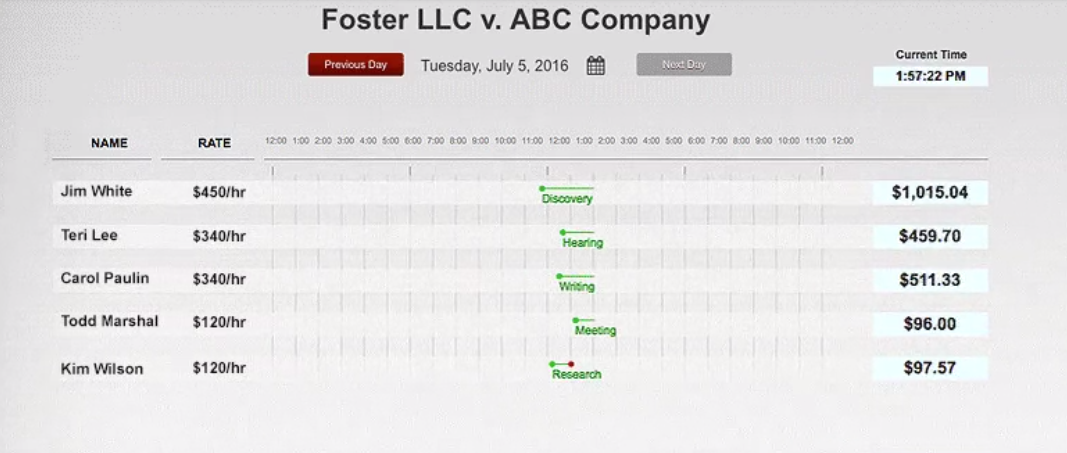 Foster LLC v. ABC Company
Previous Day Tuesday, July 5, 2016 Next Day
Current Time
1:57:22 PM
NAME RATE 12:00 1:00 2:00 3:00 4:00 5:00 6:00 7:00 8:00 9:00 10:00 11:00 12:00 1:00 2:00 3:00 4:00 5:00 6:00 7:00 8:00 9:00 10:00 11:00 12:00
Jim White $450/hr Discovery $1,015.04
Teri Lee $340/hr Hearing $459.70
Carol Paulin $340/hr Writing $511.33
Todd Marshal $120/hr Meeting $96.00
Kim Wilson $120/hr Research $97.57